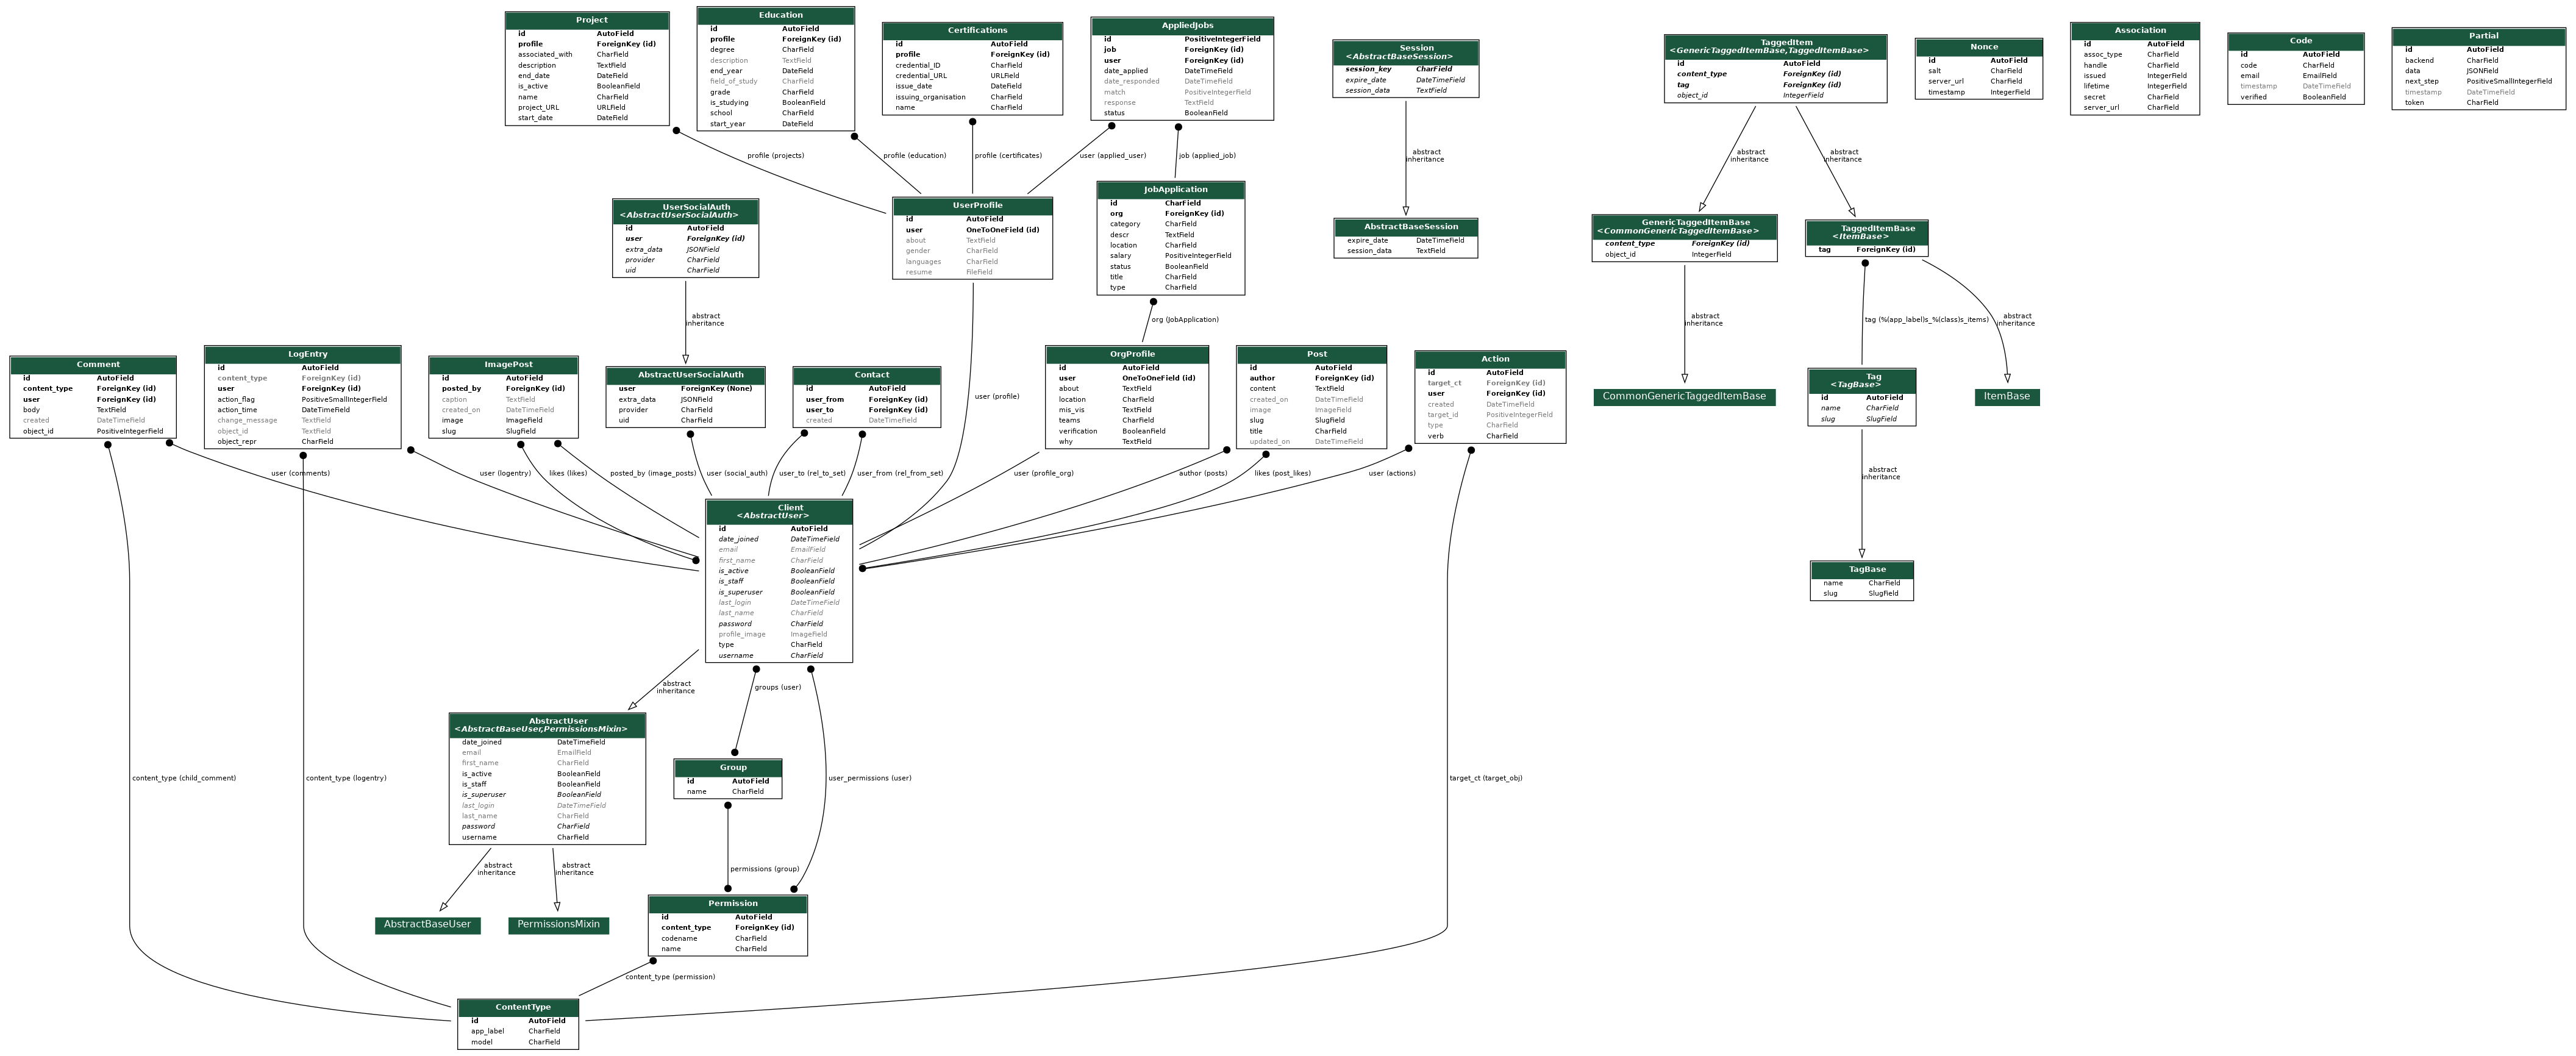 Project
id AutoField
profile ForeignKey (id)
associated_with CharField
description TextField
end_date DateField
is_active BooleanField
name CharField
project_URL URLField
start_date DateField
Education
id AutoField
profile ForeignKey (id)
degree CharField
description TextField
end_year DateField
field_of_study CharField
grade CharField
is_studying BooleanField
school CharField
start_year DateField
Certifications
id AutoField
profile ForeignKey (id)
credential_ID CharField
credential_URL URLField
issue_date DateField
issuing_organisation CharField
name CharField
AppliedJobs
id PositiveIntegerField
job ForeignKey (id)
user ForeignKey (id)
date_applied DateTimeField
date_responded DateTimeField
match PositiveIntegerField
response TextField
status BooleanField
Session
<AbstractBaseSession>
session_key CharField
expire_date DateTimeField
session_data TextField
TaggedItem
<GenericTaggedItemBase,TaggedItemBase>
id AutoField
content_type ForeignKey (id)
tag ForeignKey (id)
object_id IntegerField
Nonce
id AutoField
salt CharField
server_url CharField
timestamp IntegerField
Association
id AutoField
assoc_type CharField
handle CharField
issued IntegerField
lifetime IntegerField
secret CharField
server_url CharField
Code
id AutoField
code CharField
email EmailField
timestamp DateTimeField
verified BooleanField
Partial
id AutoField
backend CharField
data JSONField
next_step PositiveSmallIntegerField
timestamp DateTimeField
token CharField
profile (projects)
profile (education)
profile (certificates)
user (applied_user)
job (applied_job)
abstract
inheritance
abstract
inheritance
abstract
inheritance
UserSocialAuth
<AbstractUserSocialAuth>
id AutoField
user ForeignKey (id)
extra_data JSONField
provider CharField
uid CharField
UserProfile
id AutoField
user OneToOneField (id)
about TextField
gender CharField
languages CharField
resume FileField
JobApplication
id CharField
org ForeignKey (id)
category CharField
descr TextField
location CharField
salary PositiveIntegerField
status BooleanField
title CharField
type CharField
AbstractBaseSession
expire_date DateTimeField
session_data TextField
GenericTaggedItemBase
<CommonGenericTaggedItemBase>
content_type ForeignKey (id)
object_id IntegerField
TaggedItemBase
<ItemBase>
tag ForeignKey (id)
abstract
inheritance
org (JobApplication)
abstract
inheritance
tag (%(app_label)s_%(class)s_items)
abstract
inheritance
user (profile)
Comment
id AutoField
content_type ForeignKey (id)
user ForeignKey (id)
body TextField
created DateTimeField
object_id PositiveIntegerField
LogEntry
id AutoField
content_type ForeignKey (id)
user ForeignKey (id)
action_flag PositiveSmallIntegerField
action_time DateTimeField
change_message TextField
object_id TextField
object_repr CharField
ImagePost
id AutoField
posted_by ForeignKey (id)
caption TextField
created_on DateTimeField
image ImageField
slug SlugField
AbstractUserSocialAuth
user ForeignKey (None)
extra_data JSONField
provider CharField
uid CharField
Contact
id AutoField
user_from ForeignKey (id)
user_to ForeignKey (id)
created DateTimeField
OrgProfile
id AutoField
user OneToOneField (id)
about TextField
location CharField
mis_vis TextField
teams CharField
verification BooleanField
why TextField
Post
id AutoField
author ForeignKey (id)
content TextField
created_on DateTimeField
image ImageField
slug SlugField
title CharField
updated_on DateTimeField
Action
id AutoField
target_ct ForeignKey (id)
user ForeignKey (id)
created DateTimeField
target_id PositiveIntegerField
type CharField
verb CharField
CommonGenericTaggedItemBase
Tag
<TagBase>
id AutoField
name CharField
slug SlugField
ItemBase
user (comments)
user (logentry)
likes (likes)
posted_by (image_posts)
user (social_auth)
user_to (rel_to_set)
user_from (rel_from_set)
user (profile_org)
author (posts)
likes (post_likes)
user (actions)
abstract
inheritance
Client
<AbstractUser>
id AutoField
date_joined DateTimeField
email EmailField
first_name CharField
is_active BooleanField
is_staff BooleanField
is_superuser BooleanField
last_login DateTimeField
last_name CharField
password CharField
profile_image ImageField
type CharField
username CharField
TagBase
name CharField
slug SlugField
abstract
inheritance
groups (user)
AbstractUser
<AbstractBaseUser,PermissionsMixin>
date_joined DateTimeField
email EmailField
first_name CharField
is_active BooleanField
is_staff BooleanField
is_superuser BooleanField
last_login DateTimeField
last_name CharField
password CharField
username CharField
Group
id AutoField
name CharField
content_type (child_comment)
content_type (logentry)
user_permissions (user)
target_ct (target_obj)
abstract
inheritance
abstract
inheritance
permissions (group)
AbstractBaseUser
PermissionsMixin
Permission
id AutoField
content_type ForeignKey (id)
codename CharField
name CharField
content_type (permission)
ContentType
id AutoField
app_label CharField
model CharField